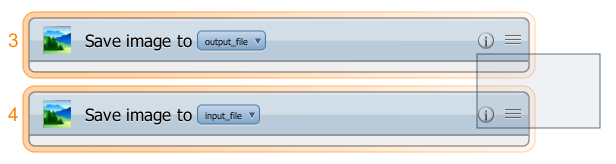 3 Save image to output_file
4 Save image to input_file